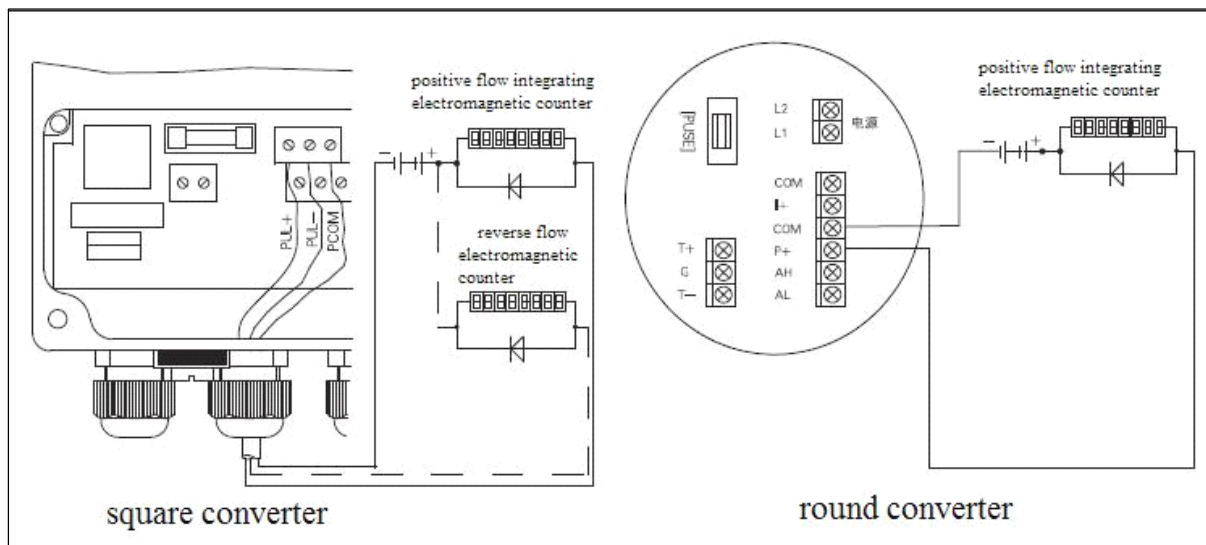 positive flow integrating
electromagnetic counter
PUL+
PUL−
PCOM
reverse flow
electromagnetic
counter
square converter
positive flow integrating
electromagnetic counter
[PUSE]
L2
L1
电源
COM
I+
COM
P+
AH
AL
T+
G
T−
round converter